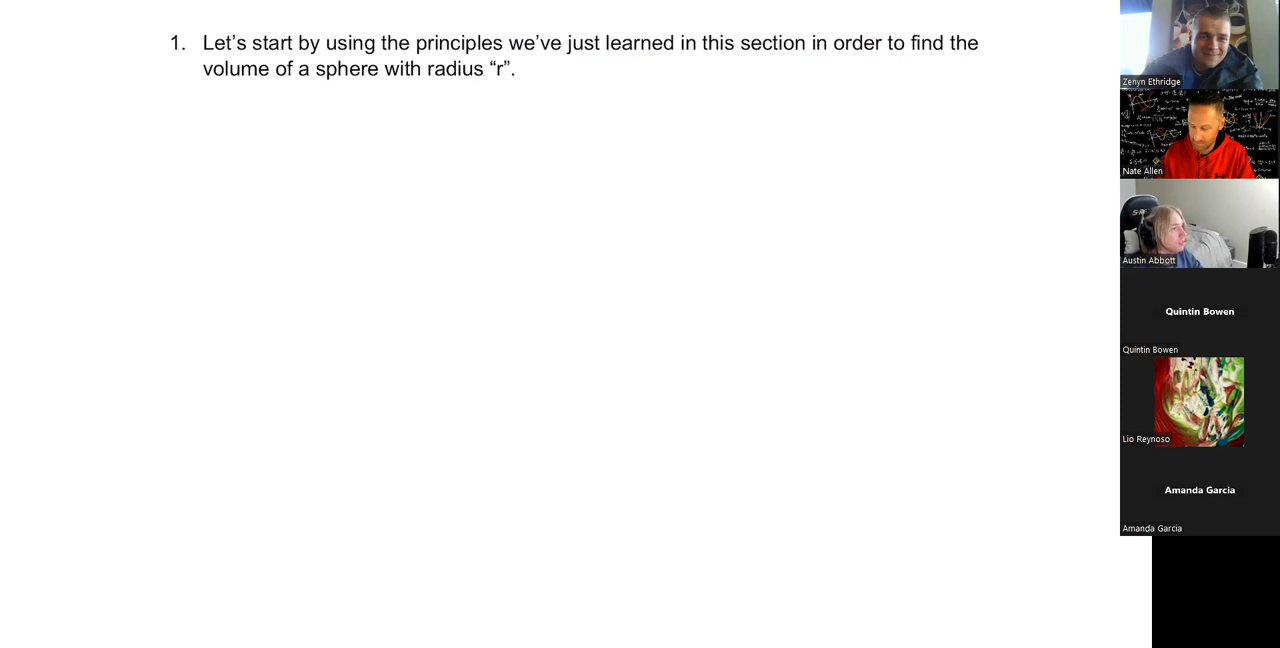 1. Let’s start by using the principles we’ve just learned in this section in order to find the
volume of a sphere with radius “r”.
Zenyn Ethridge
Nate Allen
Austin Abbott
Quintin Bowen
Quintin Bowen
Lio Reynoso
Amanda Garcia
Amanda Garcia